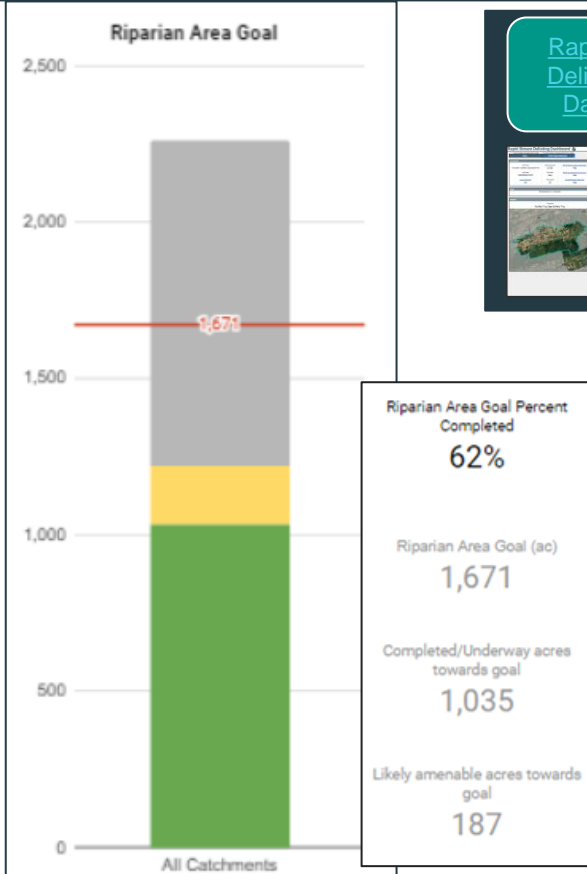 Riparian Area Goal
2,500
2,000
1,671
1,500
1,000
500
0
All Catchments
Riparian Area Goal Percent
Completed
62%
Riparian Area Goal (ac)
1,671
Completed/Underway acres
towards goal
1,035
Likely amenable acres towards
goal
187